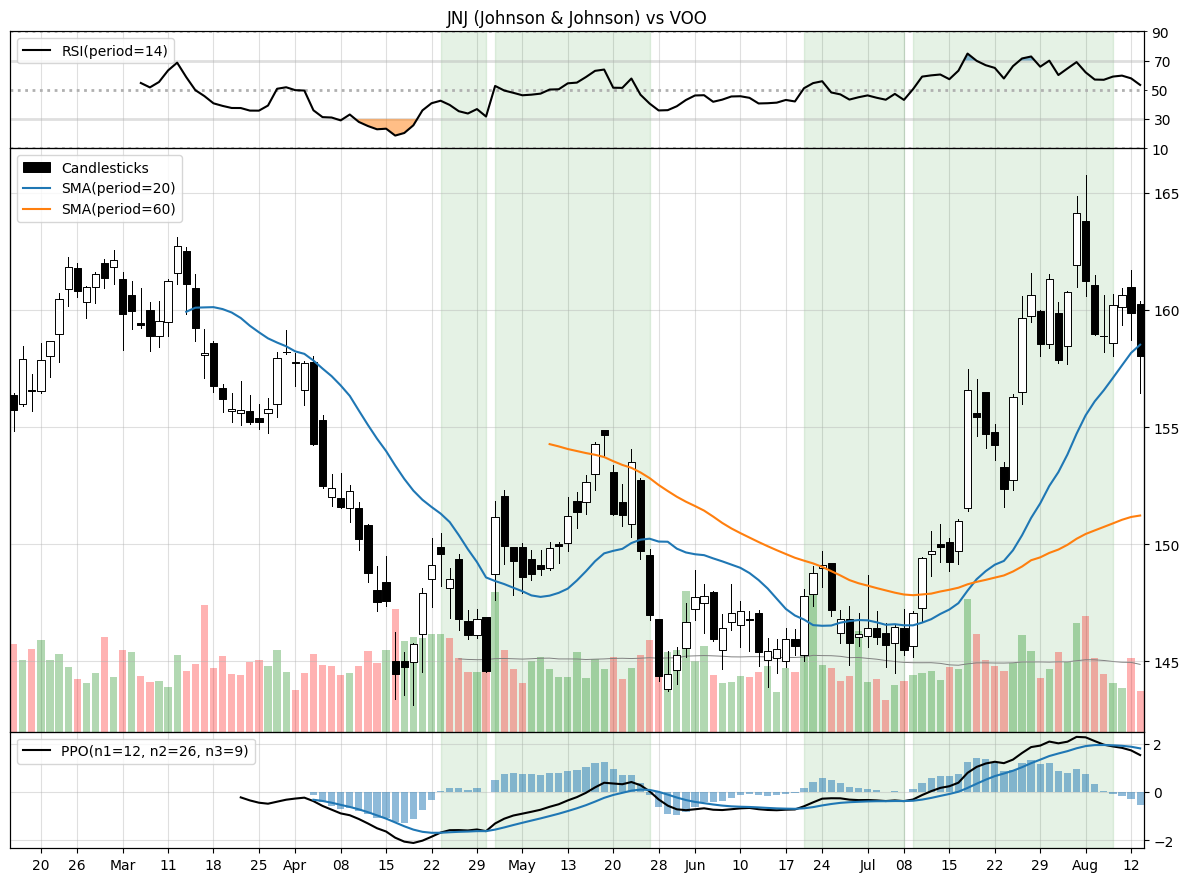 JNJ (Johnson & Johnson) vs VOO
RSI(period=14)
90
70
50
30
10
Candlesticks
SMA(period=20)
SMA(period=60)
165
160
155
150
145
PPO(n1=12, n2=26, n3=9)
2
0
−2
20 26 Mar 11 18 25 Apr 08 15 22 29 May 13 20 28 Jun 10 17 24 Jul 08 15 22 29 Aug 12